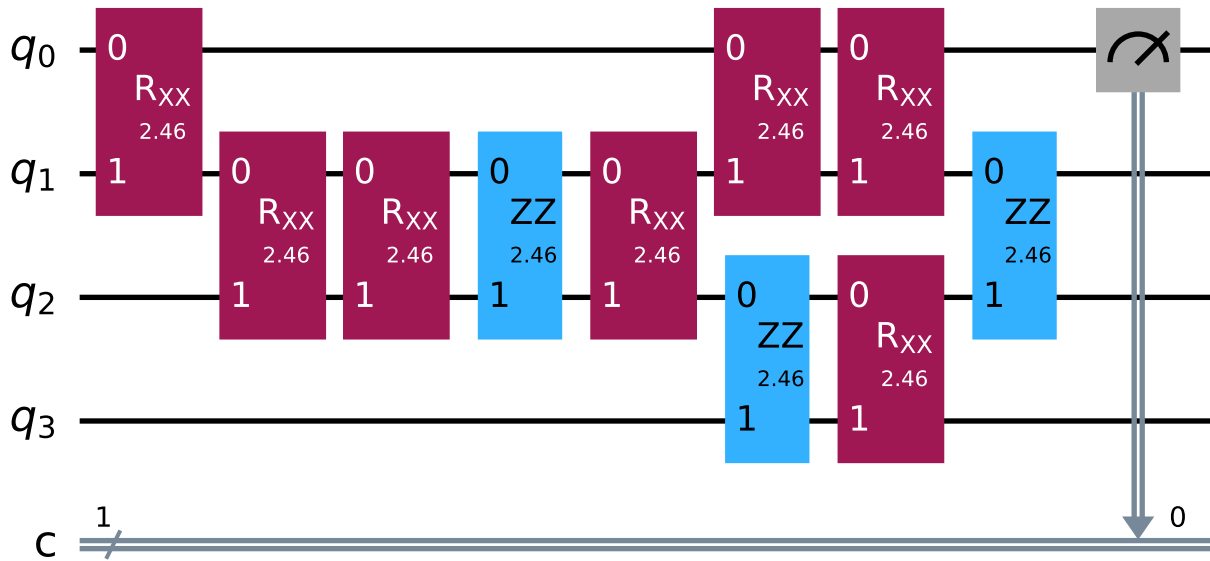 q0 0 0 0
RXX RXX RXX
2.46 2.46 2.46
q1 1 0 0 0 0 1 1 0
RXX RXX ZZ RXX ZZ
2.46 2.46 2.46 2.46 2.46
q2 1 1 1 1 0 0 1
ZZ RXX
2.46 2.46
q3 1 1
1 0
c